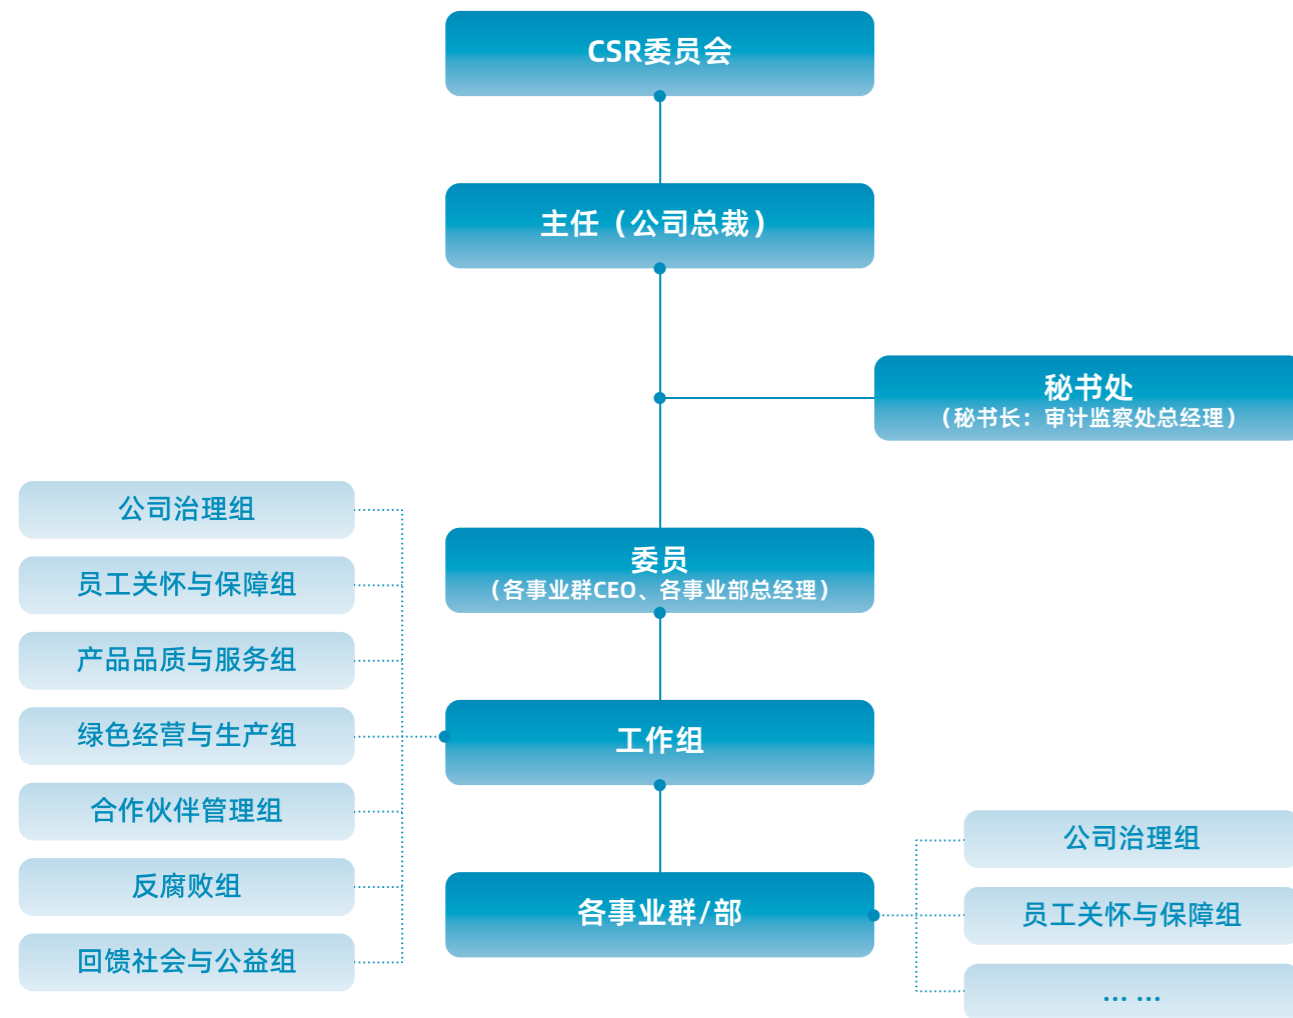 CSR委员会
主任（公司总裁）
秘书处
（秘书长：审计监察处总经理）
委员
（各事业群CEO、各事业部总经理）
工作组
公司治理组
员工关怀与保障组
产品品质与服务组
绿色经营与生产组
合作伙伴管理组
反腐败组
回馈社会与公益组
各事业群/部
公司治理组
员工关怀与保障组
... ...